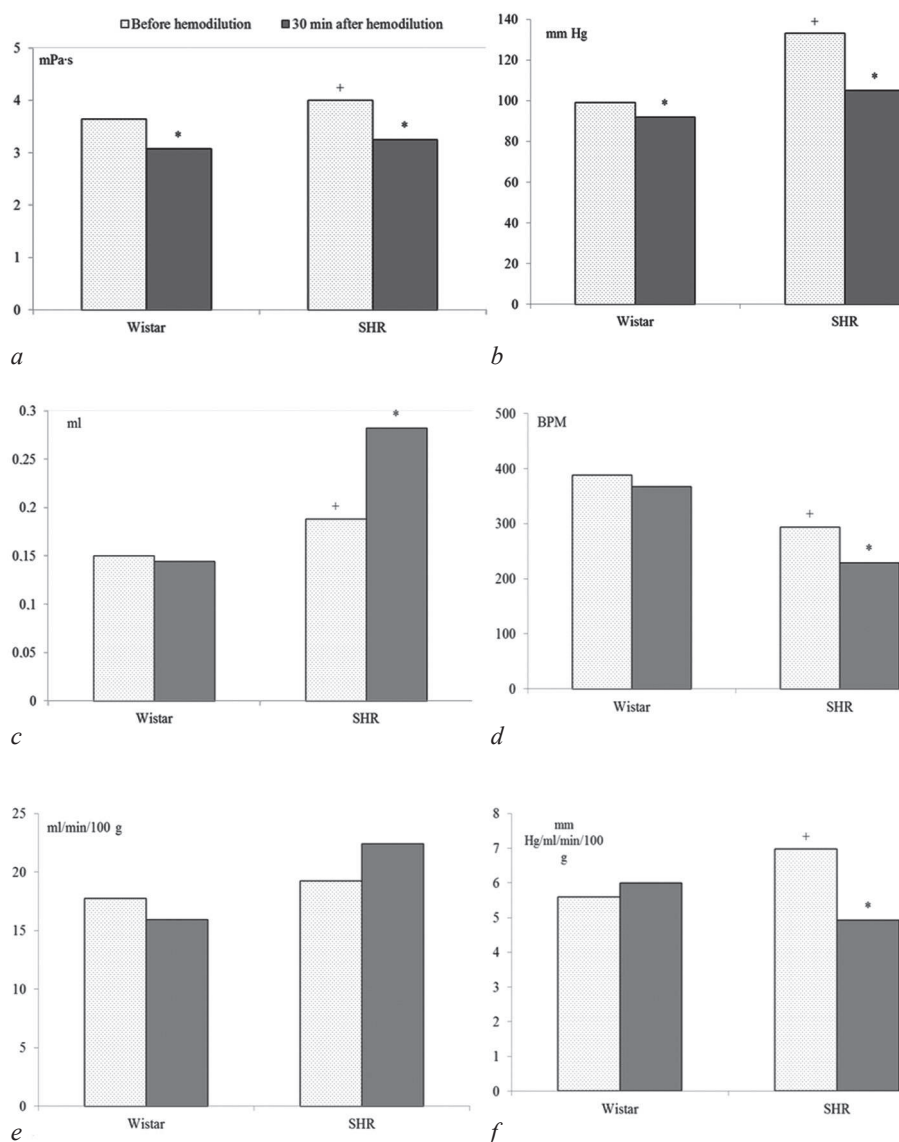 □ Before hemodilution ■ 30 min after hemodilution
mPa·s
5
4
3
2
1
0
*
+
*
Wistar SHR
a
mm Hg
140
120
100
80
60
40
20
0
*
+
*
Wistar SHR
b
ml
0.3
0.25
0.2
0.15
0.1
0.05
0
+
*
Wistar SHR
c
BPM
500
400
300
200
100
0
+
*
Wistar SHR
d
ml/min/100 g
25
20
15
10
5
0
Wistar SHR
e
mm
Hg/ml/min/100
g
8
7
6
5
4
3
2
1
0
+
*
Wistar SHR
f